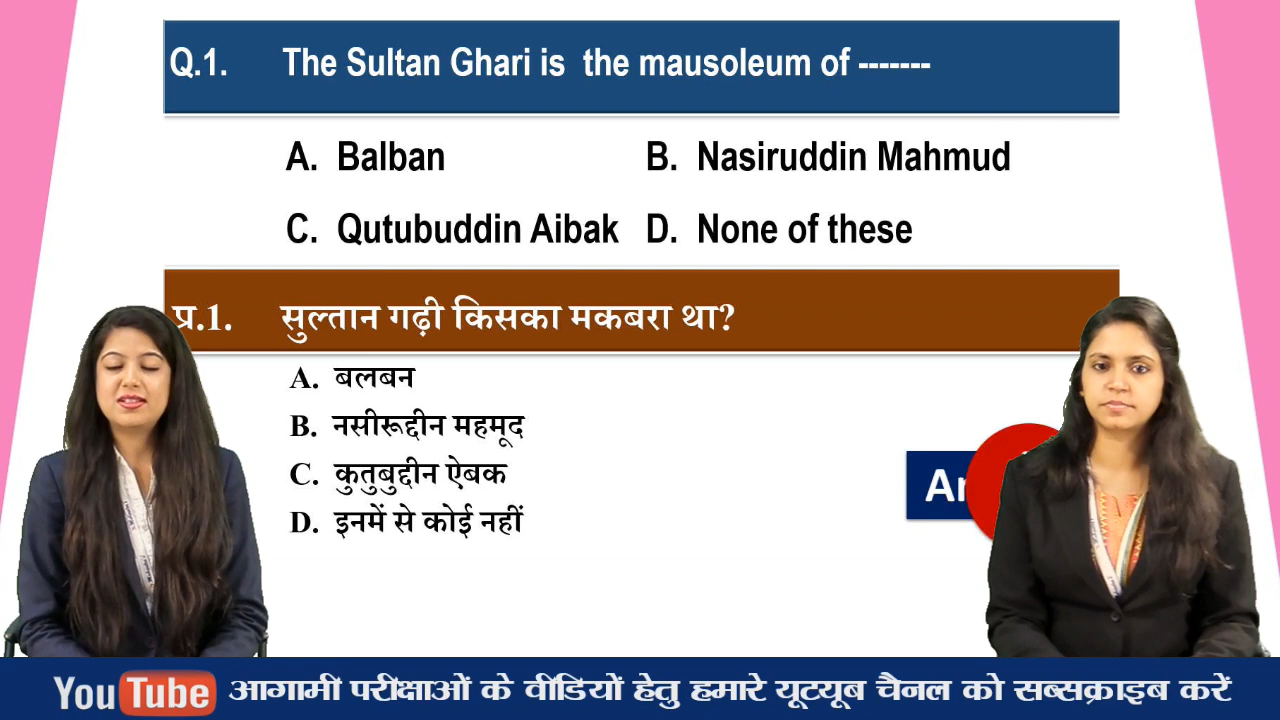 Q.1. The Sultan Ghari is the mausoleum of -------
A. Balban B. Nasiruddin Mahmud
C. Qutubuddin Aibak D. None of these
प्र.1. सुल्तान गढ़ी किसका मकबरा था?
A. बलबन
B. नसीरूद्दीन महमूद
C. कुतुबुद्दीन ऐबक
D. इनमें से कोई नहीं
YouTube आगामी परीक्षाओं के वीडियों हेतु हमारे यूटयूब चैनल को सब्सक्राइब करें